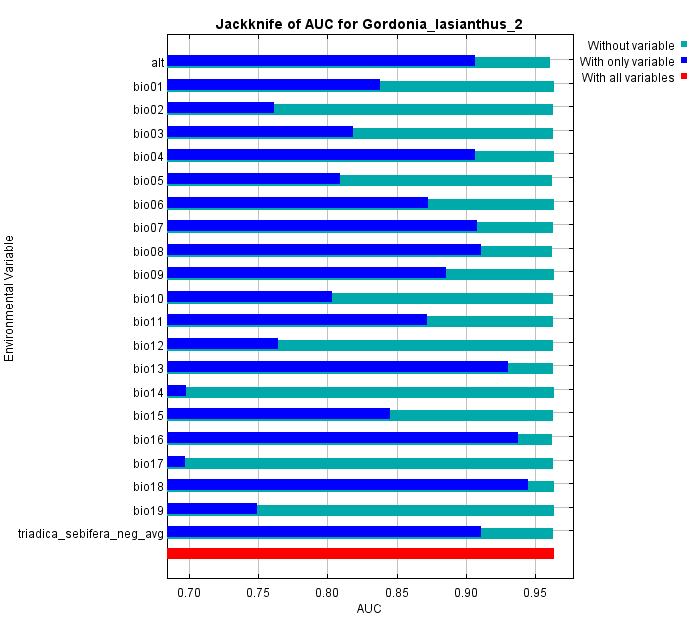 Jackknife of AUC for Gordonia_lasianthus_2
Without variable
With only variable
With all variables
Environmental Variable
alt
bio01
bio02
bio03
bio04
bio05
bio06
bio07
bio08
bio09
bio10
bio11
bio12
bio13
bio14
bio15
bio16
bio17
bio18
bio19
triadica_sebifera_neg_avg
0.70 0.75 0.80 0.85 0.90 0.95
AUC